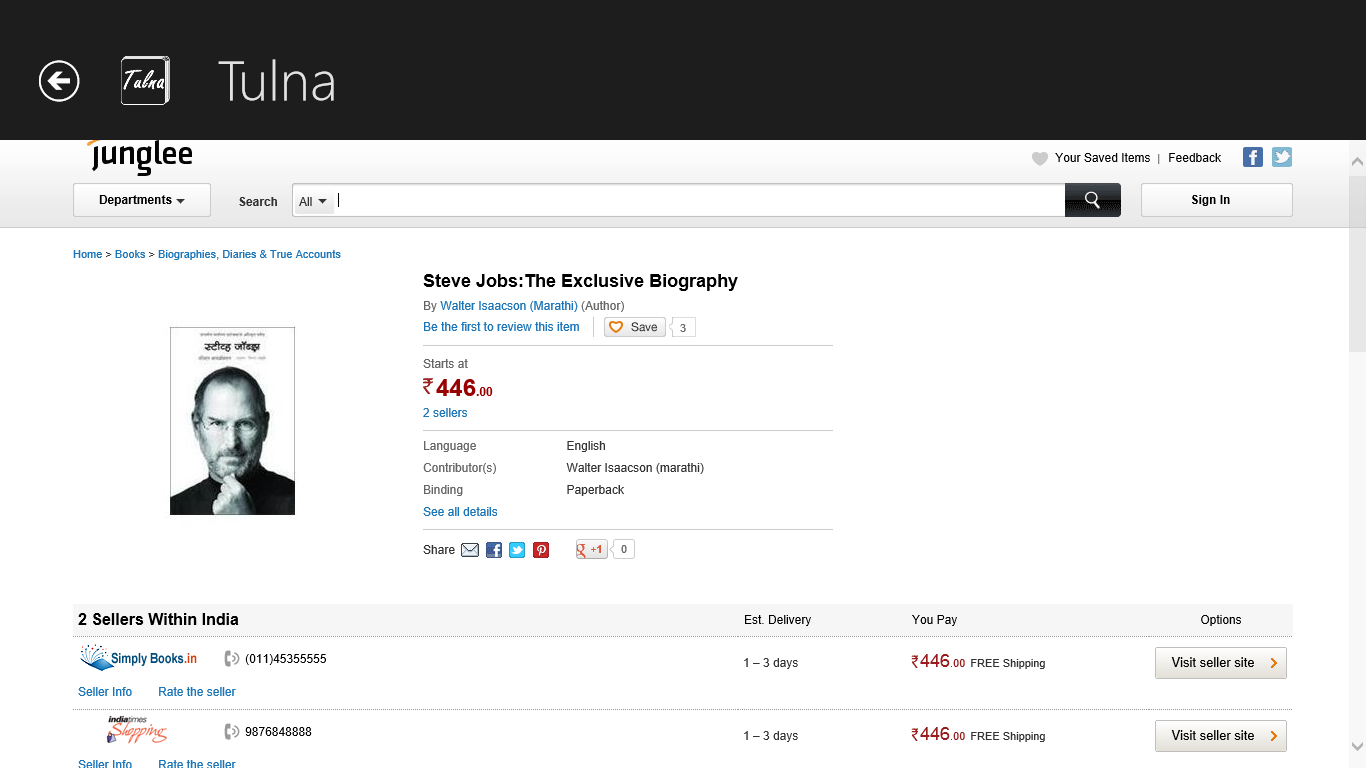 Tulna
Tulna
junglee
Your Saved Items | Feedback
Departments
Search
All
Sign In
Home > Books > Biographies, Diaries & True Accounts
Steve Jobs:The Exclusive Biography
By Walter Isaacson (Marathi) (Author)
Be the first to review this item
Save
3
स्टीव्ह जॉब्झ
Starts at
₹446.00
2 sellers
Language English
Contributor(s) Walter Isaacson (marathi)
Binding Paperback
See all details
Share
+1
0
2 Sellers Within India Est. Delivery You Pay Options
Simply Books.in (011)45355555 1 – 3 days ₹446.00 FREE Shipping Visit seller site
Seller Info Rate the seller
indiatimes
Shopping 9876848888 1 – 3 days ₹446.00 FREE Shipping Visit seller site
Seller Info Rate the seller